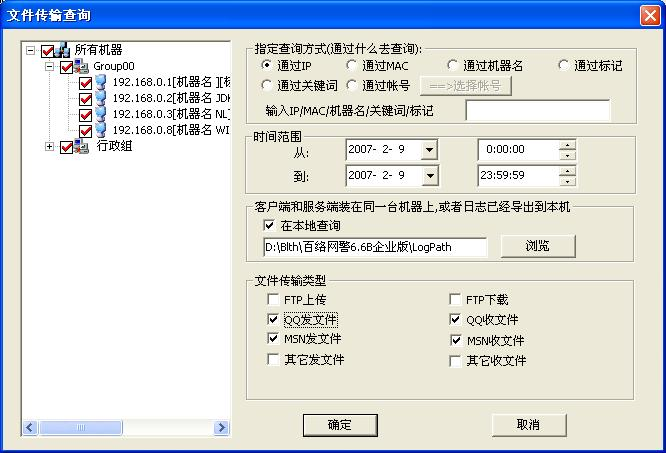 文件传输查询
所有机器
Group00
192.168.0.1[机器名 ][标
192.168.0.2[机器名 JDK
192.168.0.3[机器名 NL]
192.168.0.8[机器名 WI
行政组
指定查询方式(通过什么去查询):
通过IP 通过MAC 通过机器名 通过标记
通过关键词 通过帐号 ==>选择帐号
输入IP/MAC/机器名/关键词/标记
时间范围
从: 2007- 2- 9 0:00:00
到: 2007- 2- 9 23:59:59
客户端和服务端装在同一台机器上,或者日志已经导出到本机
在本地查询
D:\Blth\百络网警6.6B企业版\LogPath 浏览
文件传输类型
FTP上传 FTP下载
QQ发文件 QQ收文件
MSN发文件 MSN收文件
其它发文件 其它收文件
确定 取消